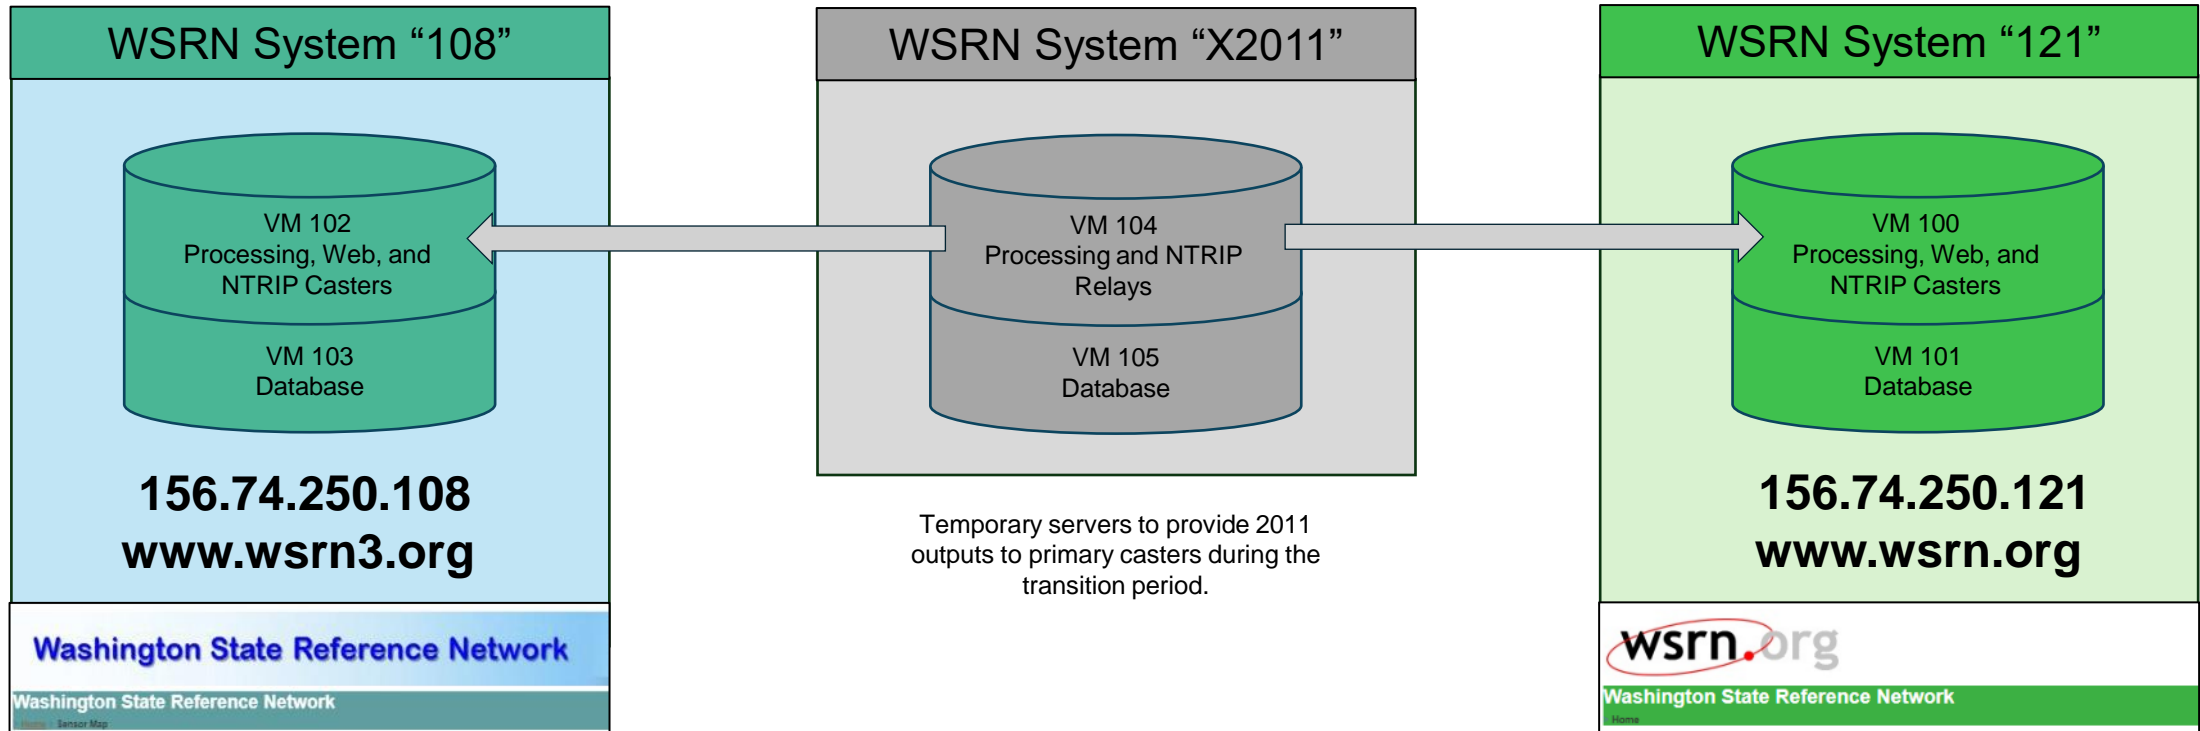 WSRN System “108”
VM 102
Processing, Web, and
NTRIP Casters
VM 103
Database
156.74.250.108
www.wsrn3.org
Washington State Reference Network
Washington State Reference Network
Home Sensor Map
WSRN System “X2011”
VM 104
Processing and NTRIP
Relays
VM 105
Database
Temporary servers to provide 2011
outputs to primary casters during the
transition period.
WSRN System “121”
VM 100
Processing, Web, and
NTRIP Casters
VM 101
Database
156.74.250.121
www.wsrn.org
wsrn.org
Washington State Reference Network
Home